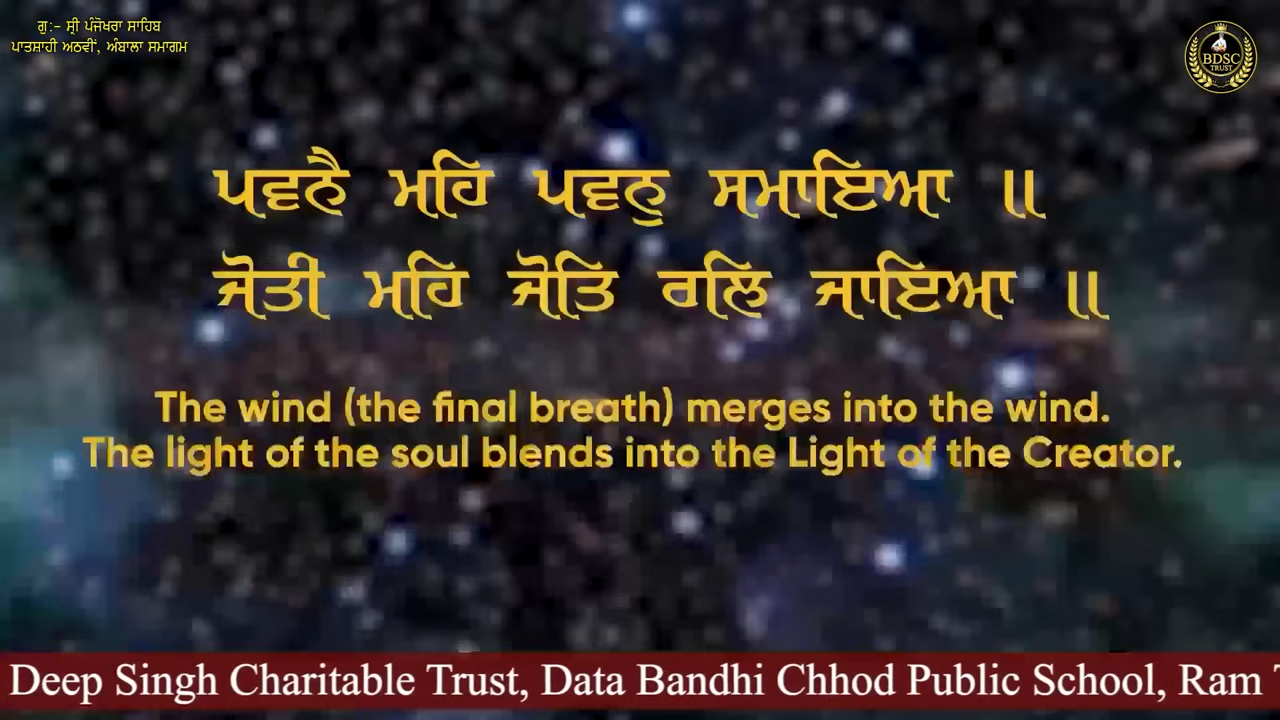 ਗੁ:- ਸ੍ਰੀ ਪੰਜੋਖਰਾ ਸਾਹਿਬ
ਪਾਤਸ਼ਾਹੀ ਅਠਵੀਂ, ਅੰਬਾਲਾ ਸਮਾਗਮ
BDSC
TRUST
ਪਵਨੈ ਮਹਿ ਪਵਨੁ ਸਮਾਇਆ ॥
ਜੋਤੀ ਮਹਿ ਜੋਤਿ ਰਲਿ ਜਾਇਆ ॥
The wind (the final breath) merges into the wind.
The light of the soul blends into the Light of the Creator.
Deep Singh Charitable Trust, Data Bandhi Chhod Public School, Ram